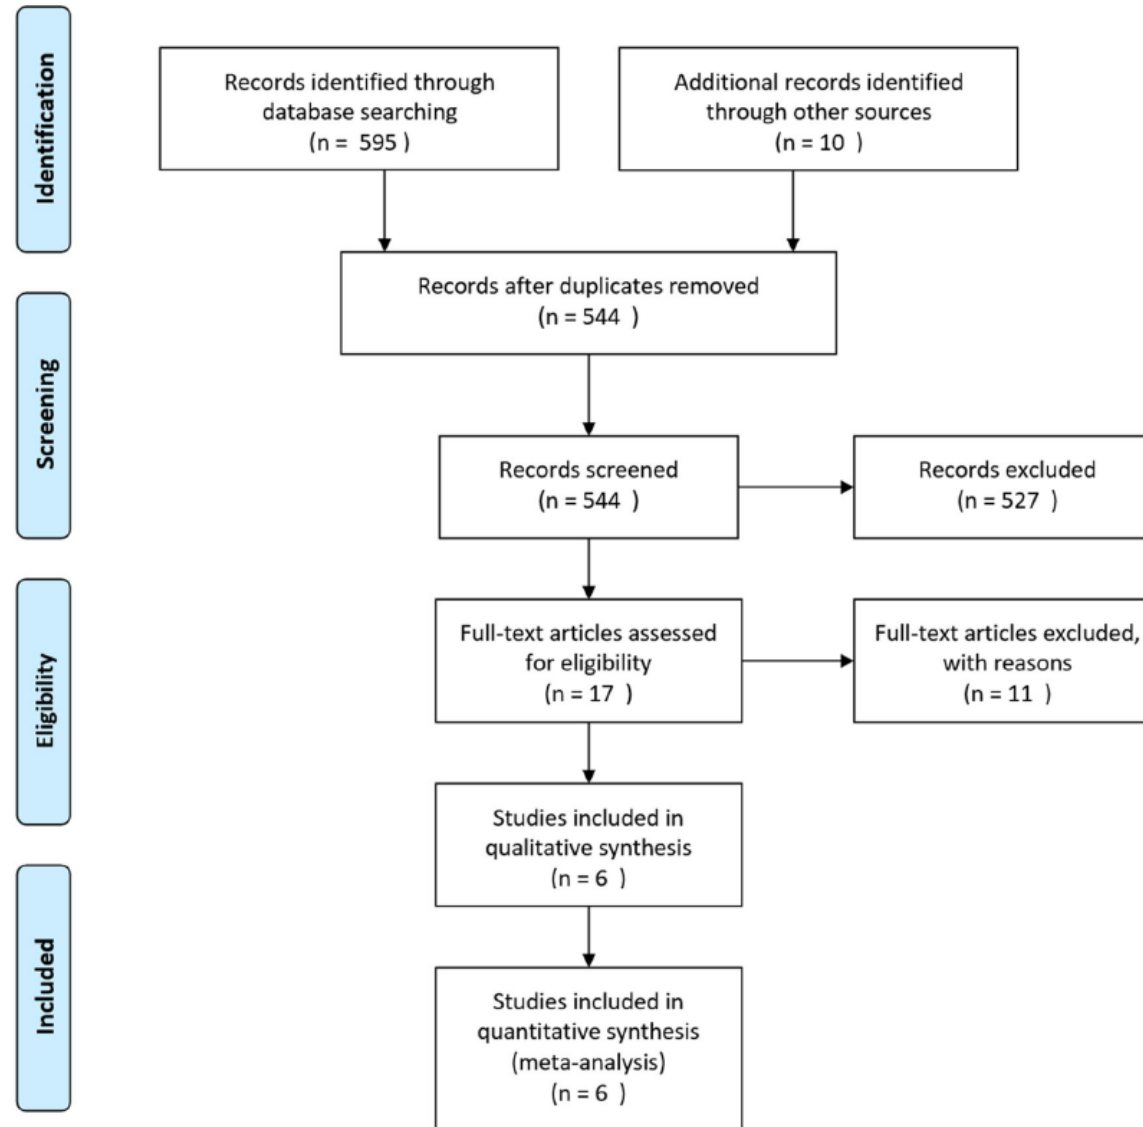 Identification
Records identified through
database searching
(n = 595 )
Additional records identified
through other sources
(n = 10 )
Records after duplicates removed
(n = 544 )
Screening
Records screened
(n = 544 )
Records excluded
(n = 527 )
Eligibility
Full-text articles assessed
for eligibility
(n = 17 )
Full-text articles excluded,
with reasons
(n = 11 )
Studies included in
qualitative synthesis
(n = 6 )
Included
Studies included in
quantitative synthesis
(meta-analysis)
(n = 6 )